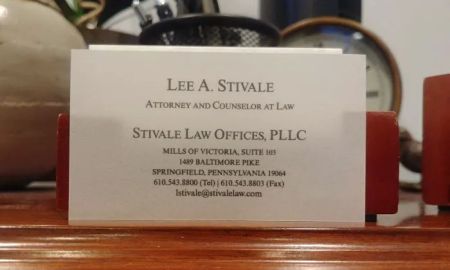 LEE A. STIVALE
ATTORNEY AND COUNSELOR AT LAW
STIVALE LAW OFFICES, PLLC
MILLS OF VICTORIA, SUITE 103
1489 BALTIMORE PIKE
SPRINGFIELD, PENNSYLVANIA 19064
610.543.8800 (Tel) | 610.543.8803 (Fax)
lstivale@stivalelaw.com